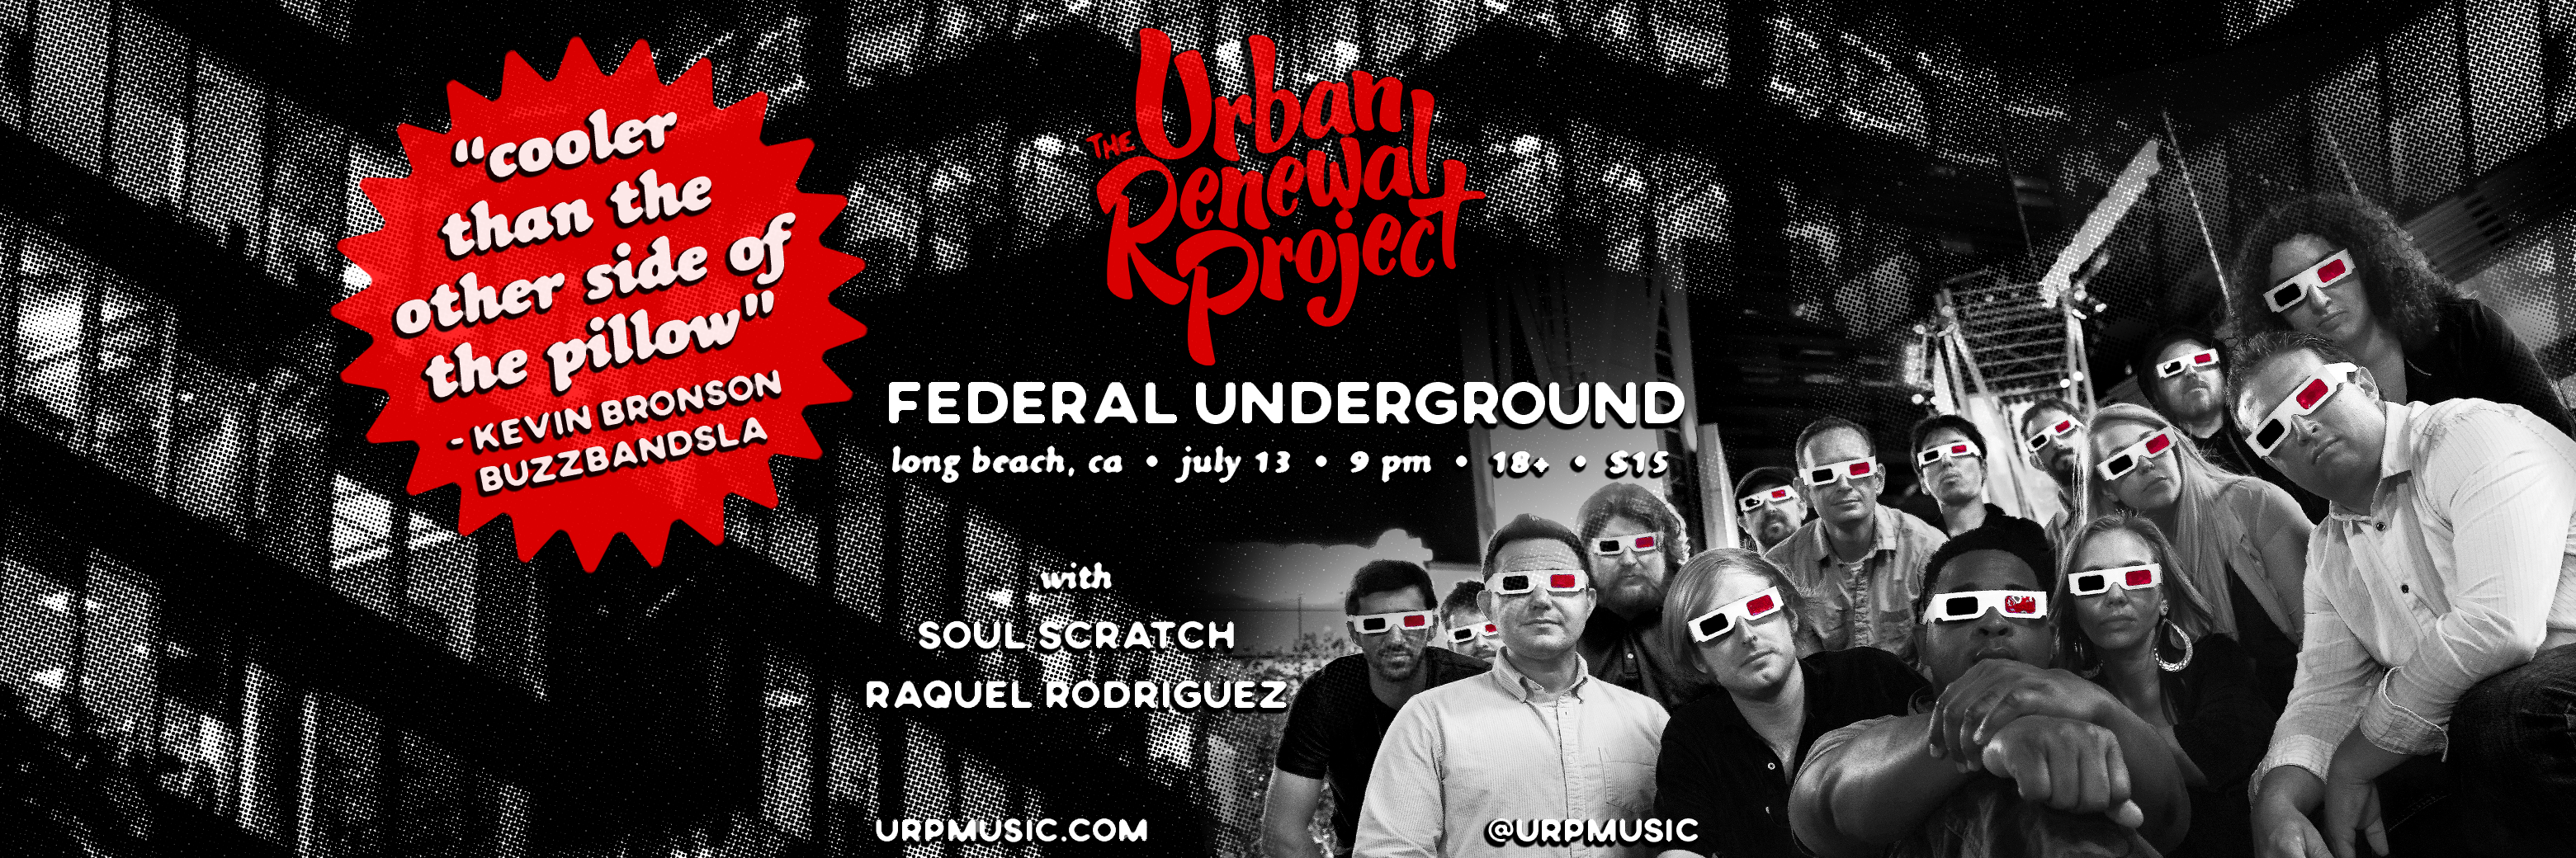 "cooler
than the
other side of
the pillow"
- KEVIN BRONSON
BUZZBANDSLA
THE Urban
Renewal
Project
FEDERAL UNDERGROUND
long beach, ca • july 13 • 9 pm • 18+ • $15
with
SOUL SCRATCH
RAQUEL RODRIGUEZ
URPMUSIC.COM
@URPMUSIC